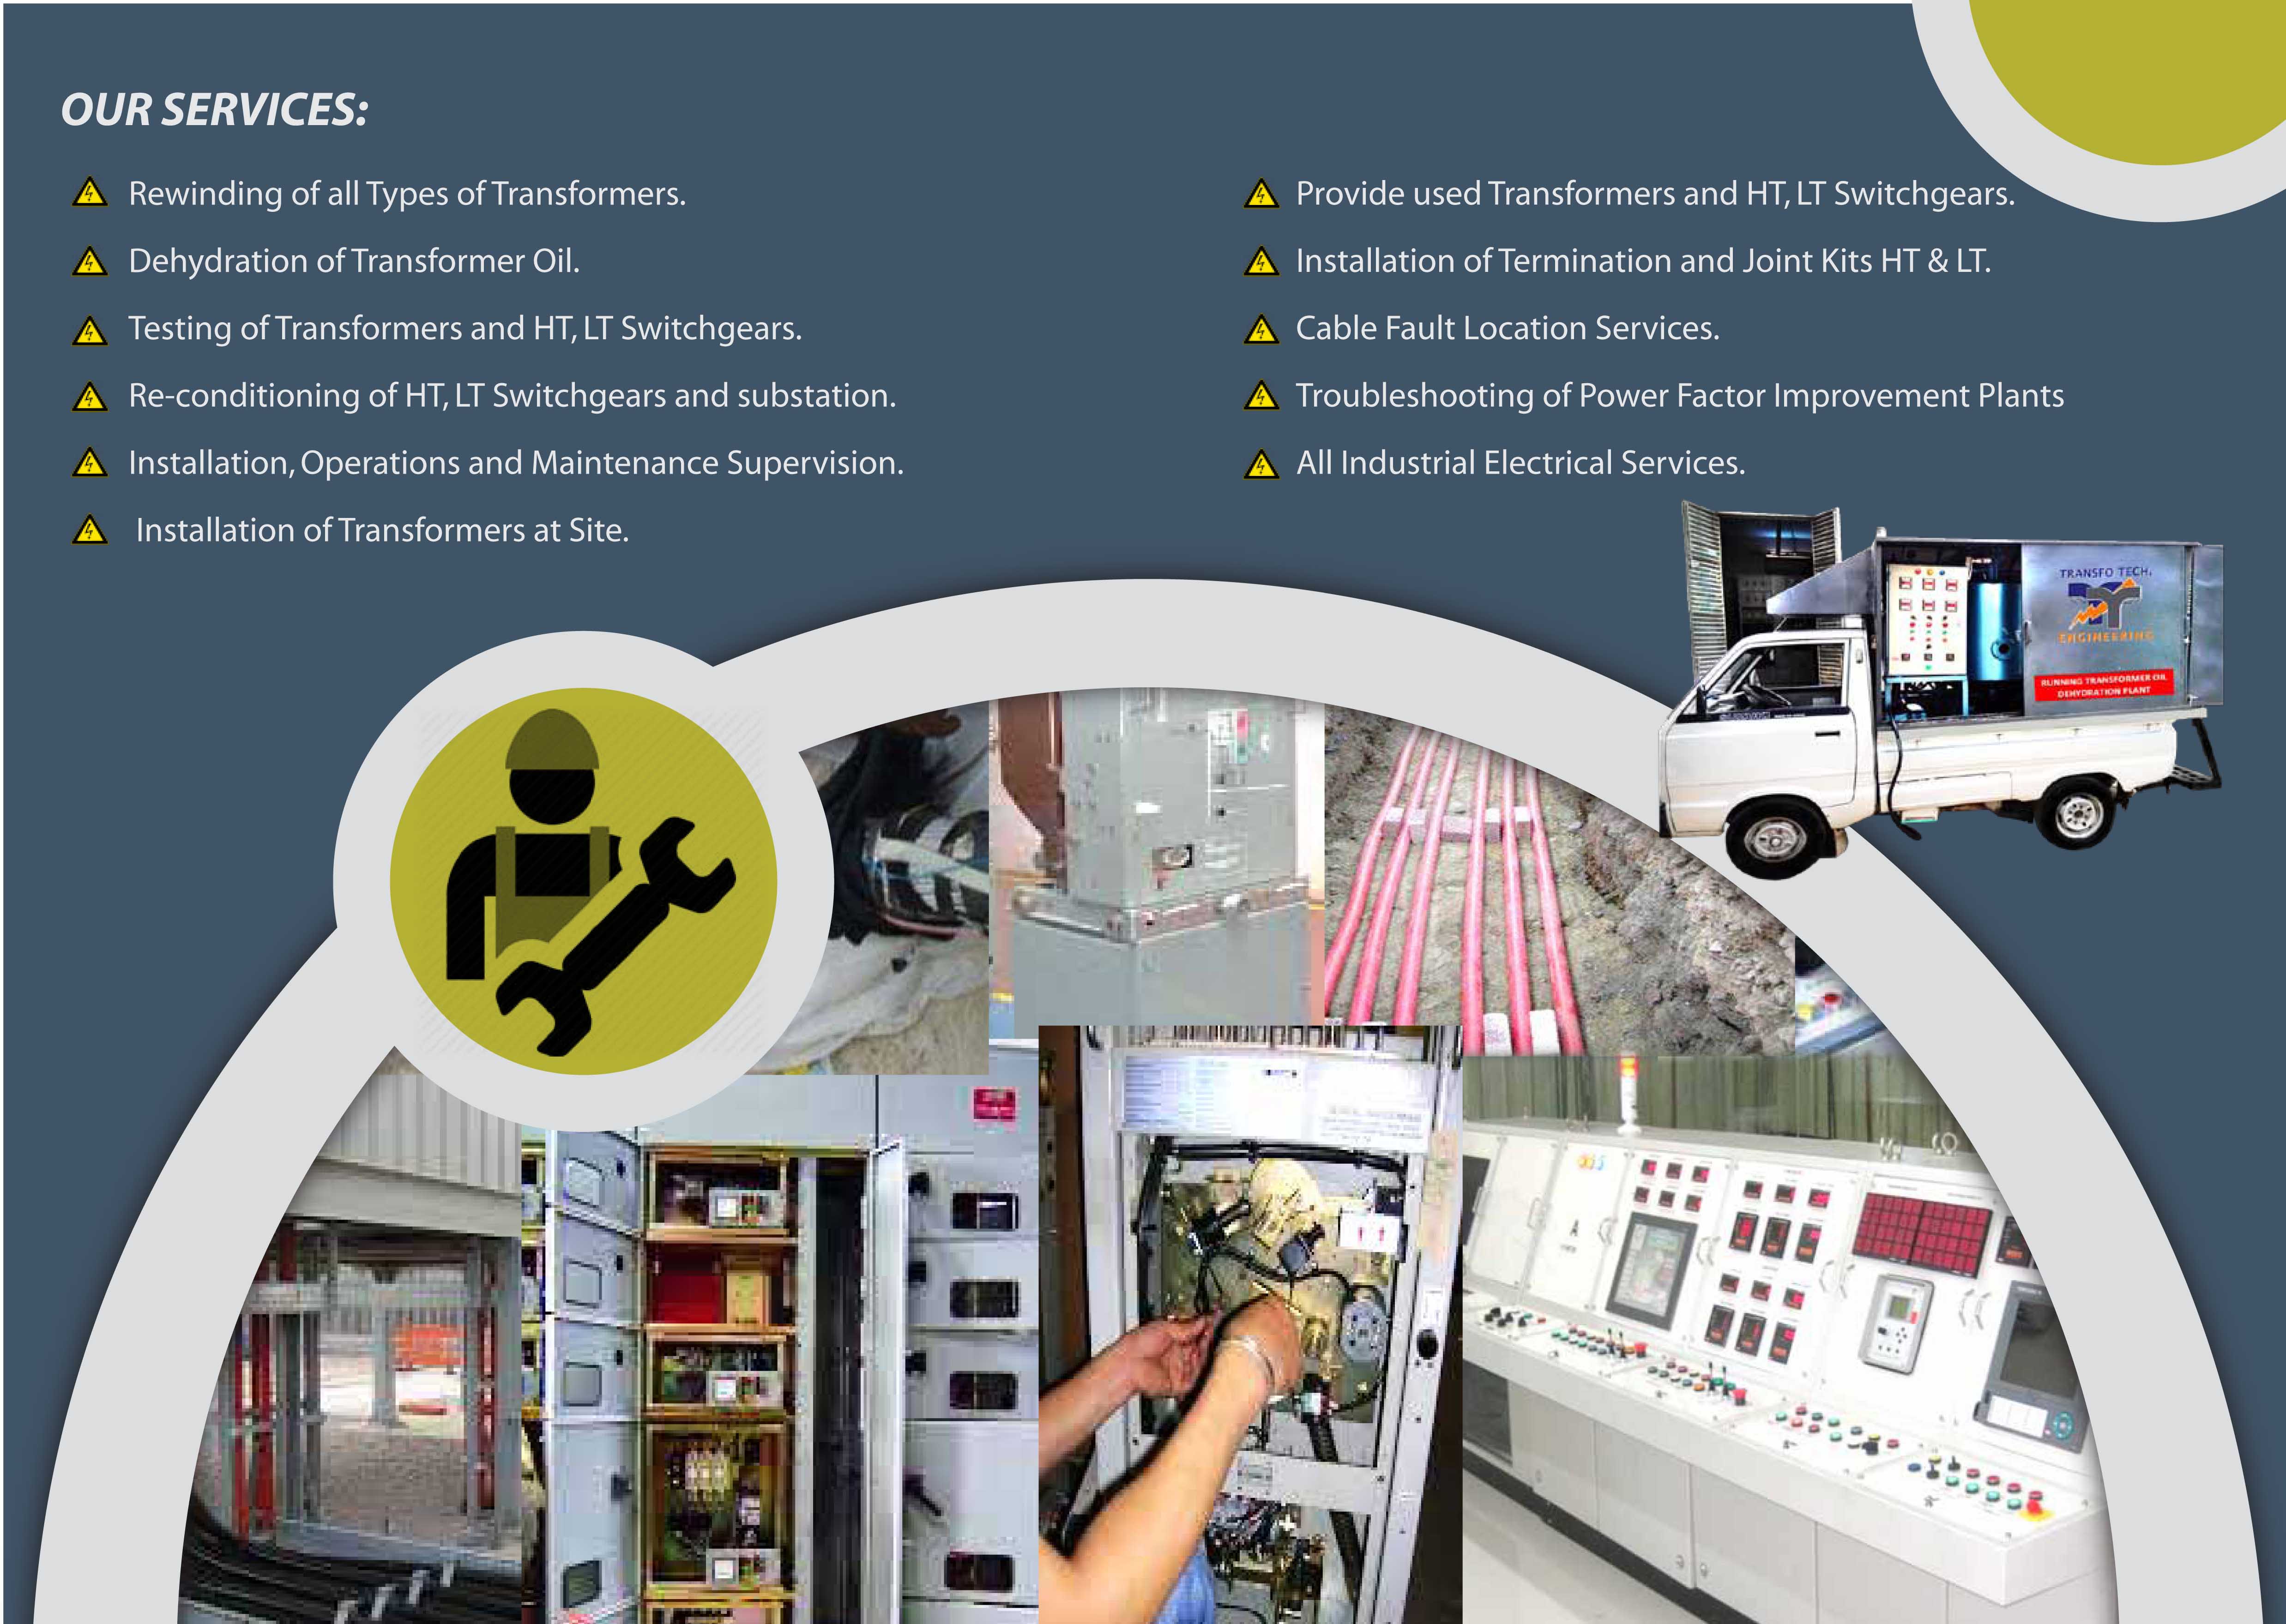 OUR SERVICES:
Rewinding of all Types of Transformers.
Dehydration of Transformer Oil.
Testing of Transformers and HT, LT Switchgears.
Re-conditioning of HT, LT Switchgears and substation.
Installation, Operations and Maintenance Supervision.
Installation of Transformers at Site.
Provide used Transformers and HT, LT Switchgears.
Installation of Termination and Joint Kits HT & LT.
Cable Fault Location Services.
Troubleshooting of Power Factor Improvement Plants
All Industrial Electrical Services.
TRANSFO TECH.
ENGINEERING
RUNNING TRANSFORMER OIL
DEHYDRATION PLANT
A